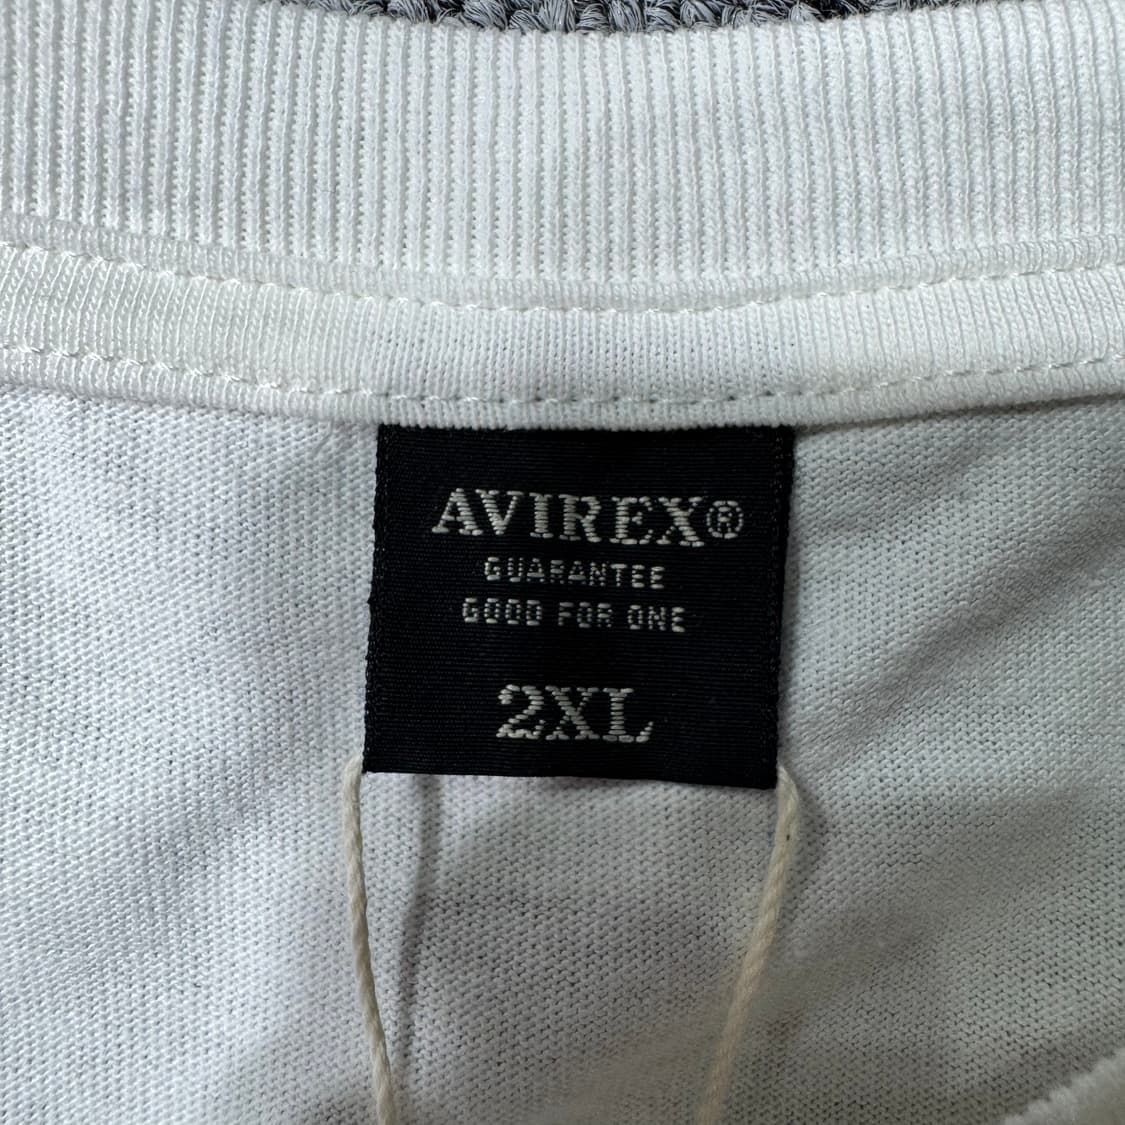 AVIREX®
GUARANTEE
GOOD FOR ONE
2XL